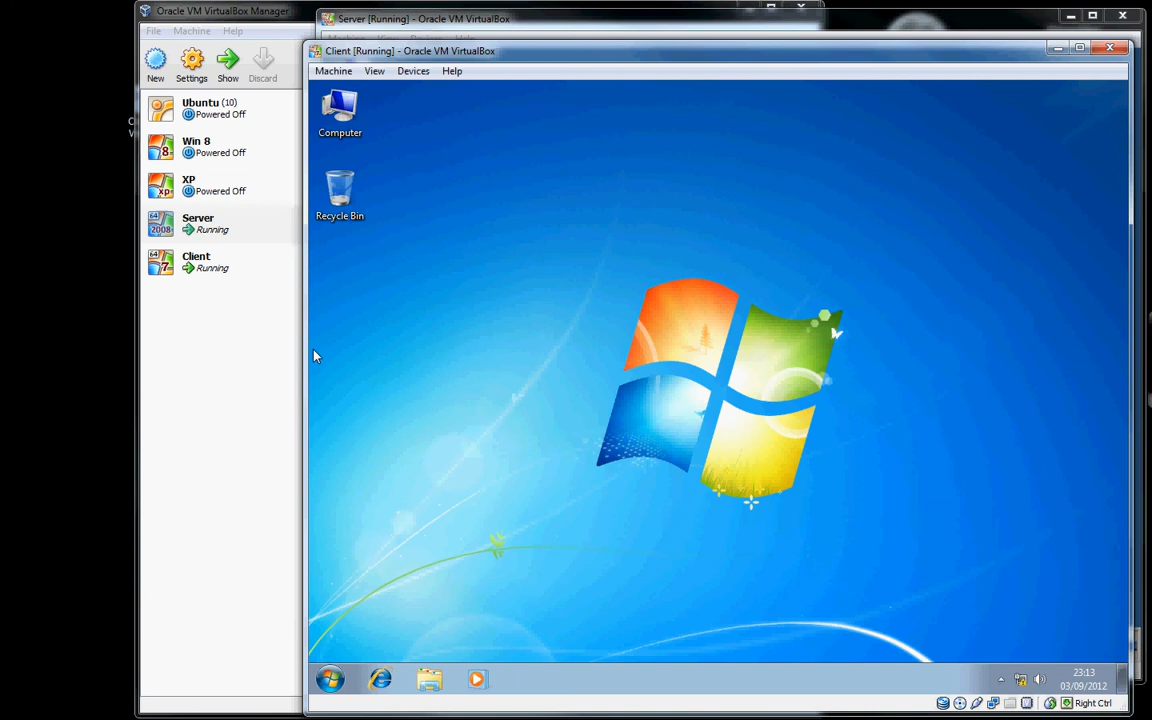 Oracle VM VirtualBox Manager
File Machine Help
New Settings Show Discard
Ubuntu (10)
Powered Off
Win 8
Powered Off
XP
Powered Off
Server
Running
Client
Running
Server [Running] - Oracle VM VirtualBox
Client [Running] - Oracle VM VirtualBox
Machine View Devices Help
Computer
Recycle Bin
23:13
03/09/2012
Right Ctrl